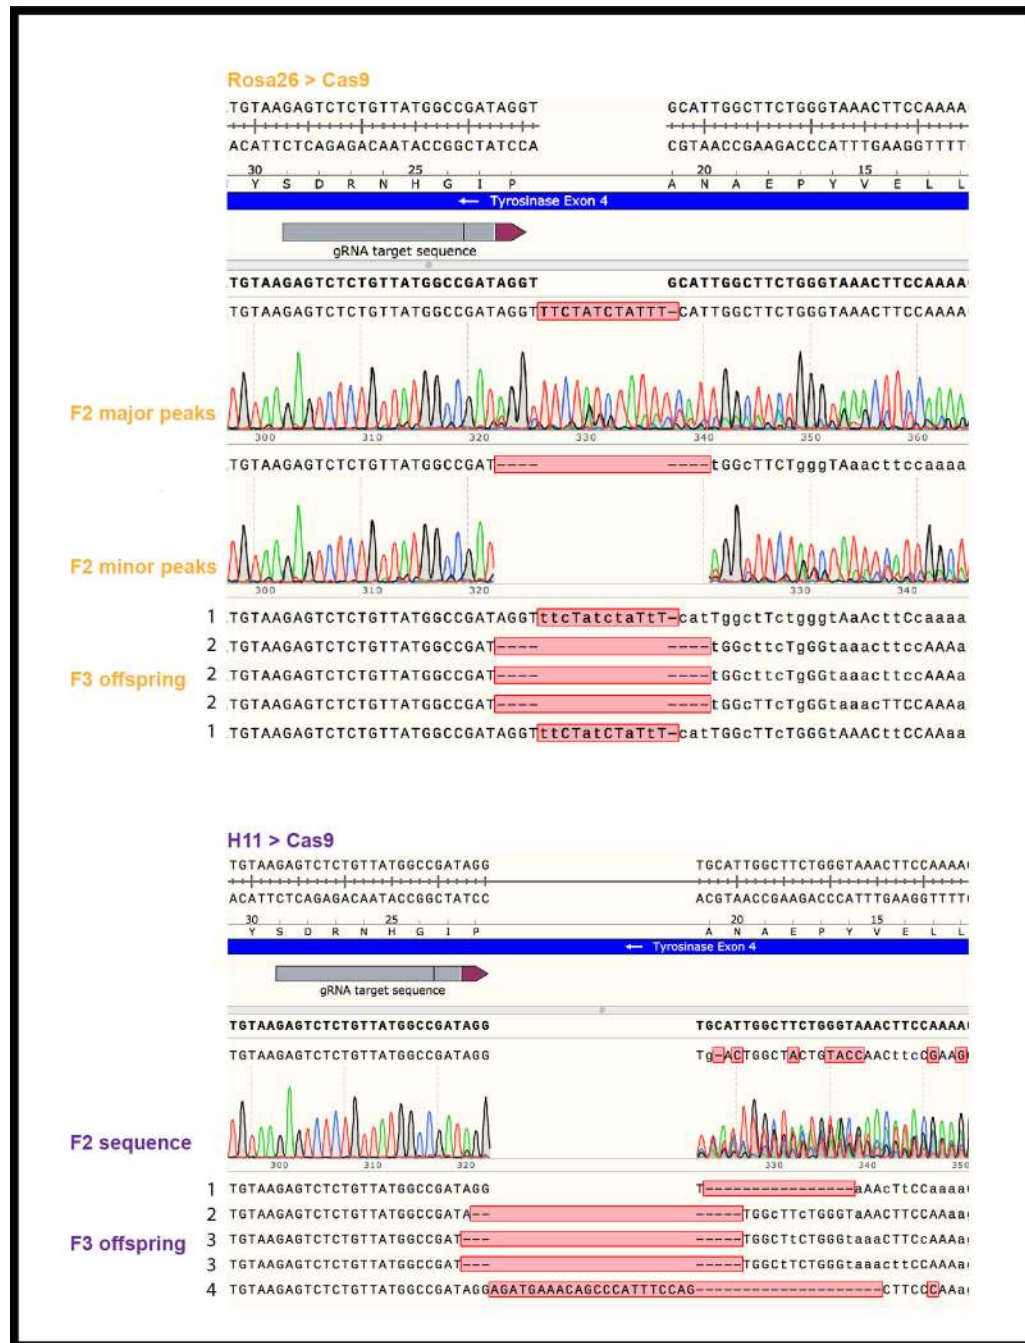 Rosa26 > Cas9
TGTAAGAGTCTCTGTTATGGCCGATAGGT GCATTGGCTTCTGGGTAAACTTCCAAAA
ACATTCTCAGAGACAATACCGGCTATCCA CGTAACCGAAGACCCATTTGAAGGTTTT
30 25 20 15
Y S D R N H G I P A N A E P Y V E L L
← Tyrosinase Exon 4
gRNA target sequence
TGTAAGAGTCTCTGTTATGGCCGATAGGT GCATTGGCTTCTGGGTAAACTTCCAAAA
TGTAAGAGTCTCTGTTATGGCCGATAGGTTTCTATCTATTT-CATTGGCTTCTGGGTAAACTTCCAAAA
F2 major peaks
300 310 320 330 340 350 360
TGTAAGAGTCTCTGTTATGGCCGAT---- ----tGGcTTCTgggTAaacttccaaaa
F2 minor peaks
300 320 330 340
1 TGTAAGAGTCTCTGTTATGGCCGATAGGTttcTatctaTtT-catTggctTctgggtAaActtCcaaaa
2 TGTAAGAGTCTCTGTTATGGCCGAT---- ----tGGcttcTgGGtaaacttccAAAa
F3 offspring
2 TGTAAGAGTCTCTGTTATGGCCGAT---- ----tGGcttcTgGGtaaacttccAAAa
2 TGTAAGAGTCTCTGTTATGGCCGAT---- ----tGGcTTcTgGGtaaacTTCCAAAa
1 TGTAAGAGTCTCTGTTATGGCCGATAGGTttCTatCTaTtT-catTGGcTTcTGGGtAAActtCCAAaa
H11 > Cas9
TGTAAGAGTCTCTGTTATGGCCGATAGG TGCATTGGCTTCTGGGTAAACTTCCAAAA
ACATTCTCAGAGACAATACCGGCTATCC ACGTAACCGAAGACCCATTTGAAGGTTTT
30 25 20 15
Y S D R N H G I P A N A E P Y V E L L
← Tyrosinase Exon 4
gRNA target sequence
TGTAAGAGTCTCTGTTATGGCCGATAGG TGCATTGGCTTCTGGGTAAACTTCCAAAA
TGTAAGAGTCTCTGTTATGGCCGATAGG Tg-ACTGGCTACTGTACCAACttcCGAAG
F2 sequence
300 310 320 330 340 350
1 TGTAAGAGTCTCTGTTATGGCCGATAGG T----------------aAAcTtCCaaaa
2 TGTAAGAGTCTCTGTTATGGCCGATA-- -----TGGcTTcTGGGTaAACTTCCAAaa
F3 offspring
3 TGTAAGAGTCTCTGTTATGGCCGAT--- -----TGGCTtCTGGGtaaaCTTCcAAAa
3 TGTAAGAGTCTCTGTTATGGCCGAT--- -----TGGCtTCTGGGtaaacttCCAAAa
4 TGTAAGAGTCTCTGTTATGGCCGATAGGAGATGAAACAGCCCATTTCCAG--------------------CTTCCCAAa